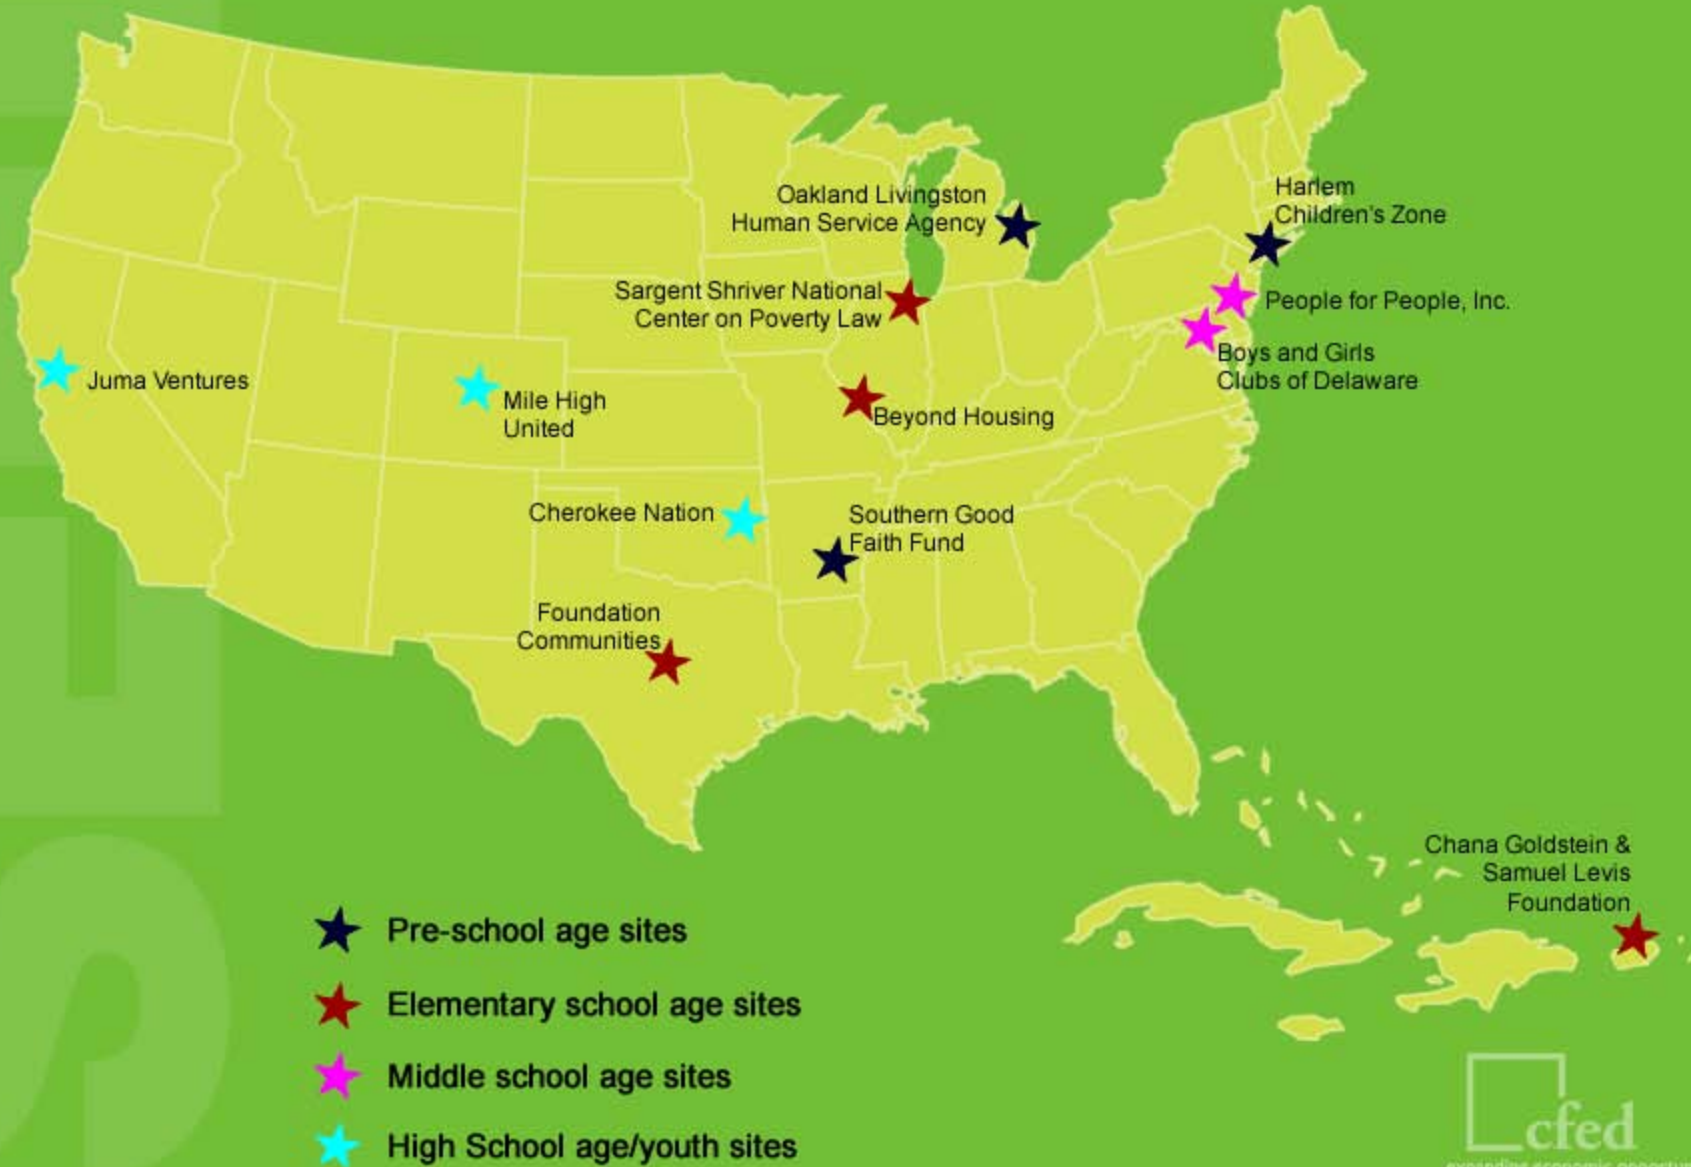 Oakland Livingston
Human Service Agency
Harlem
Children's Zone
Sargent Shriver National
Center on Poverty Law
People for People, Inc.
Boys and Girls
Clubs of Delaware
Juma Ventures
Mile High
United
Beyond Housing
Cherokee Nation
Southern Good
Faith Fund
Foundation
Communities
Chana Goldstein &
Samuel Levis
Foundation
Pre-school age sites
Elementary school age sites
Middle school age sites
High School age/youth sites
cfed